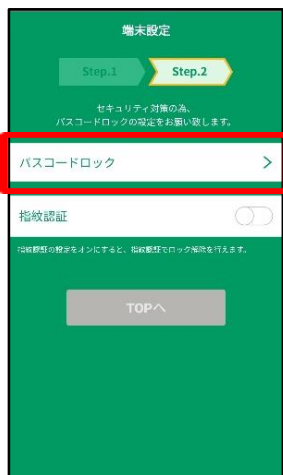 端末設定
Step.1 Step.2
セキュリティ対策の為、
パスコードロックの設定をお願い致します。
パスコードロック >
指紋認証
指紋認証の設定をオンにすると、指紋認証でロック解除を行えます。
TOPへ